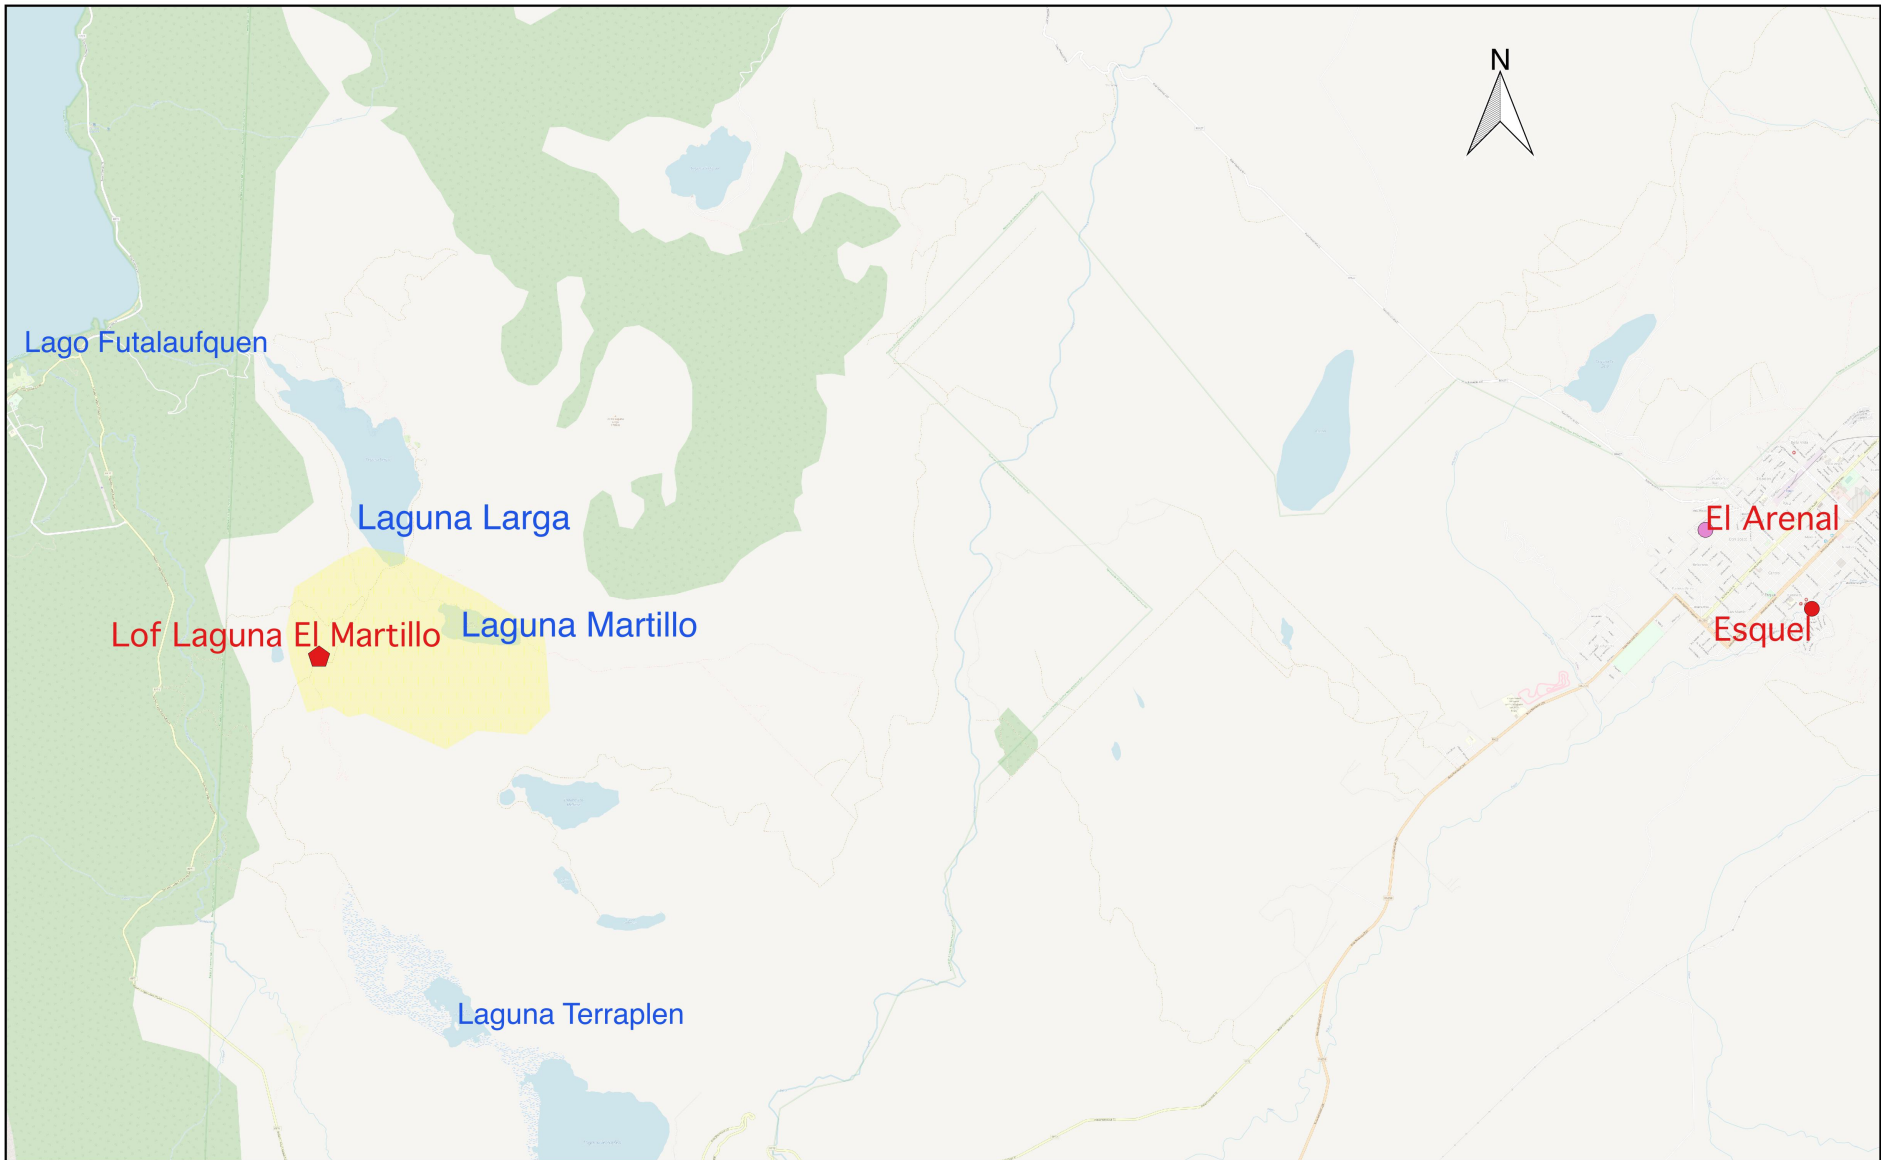 N
Lago Futalaufquen
Laguna Larga
El Arenal
Laguna Martillo
Lof Laguna El Martillo
Esquel
Laguna Terraplen